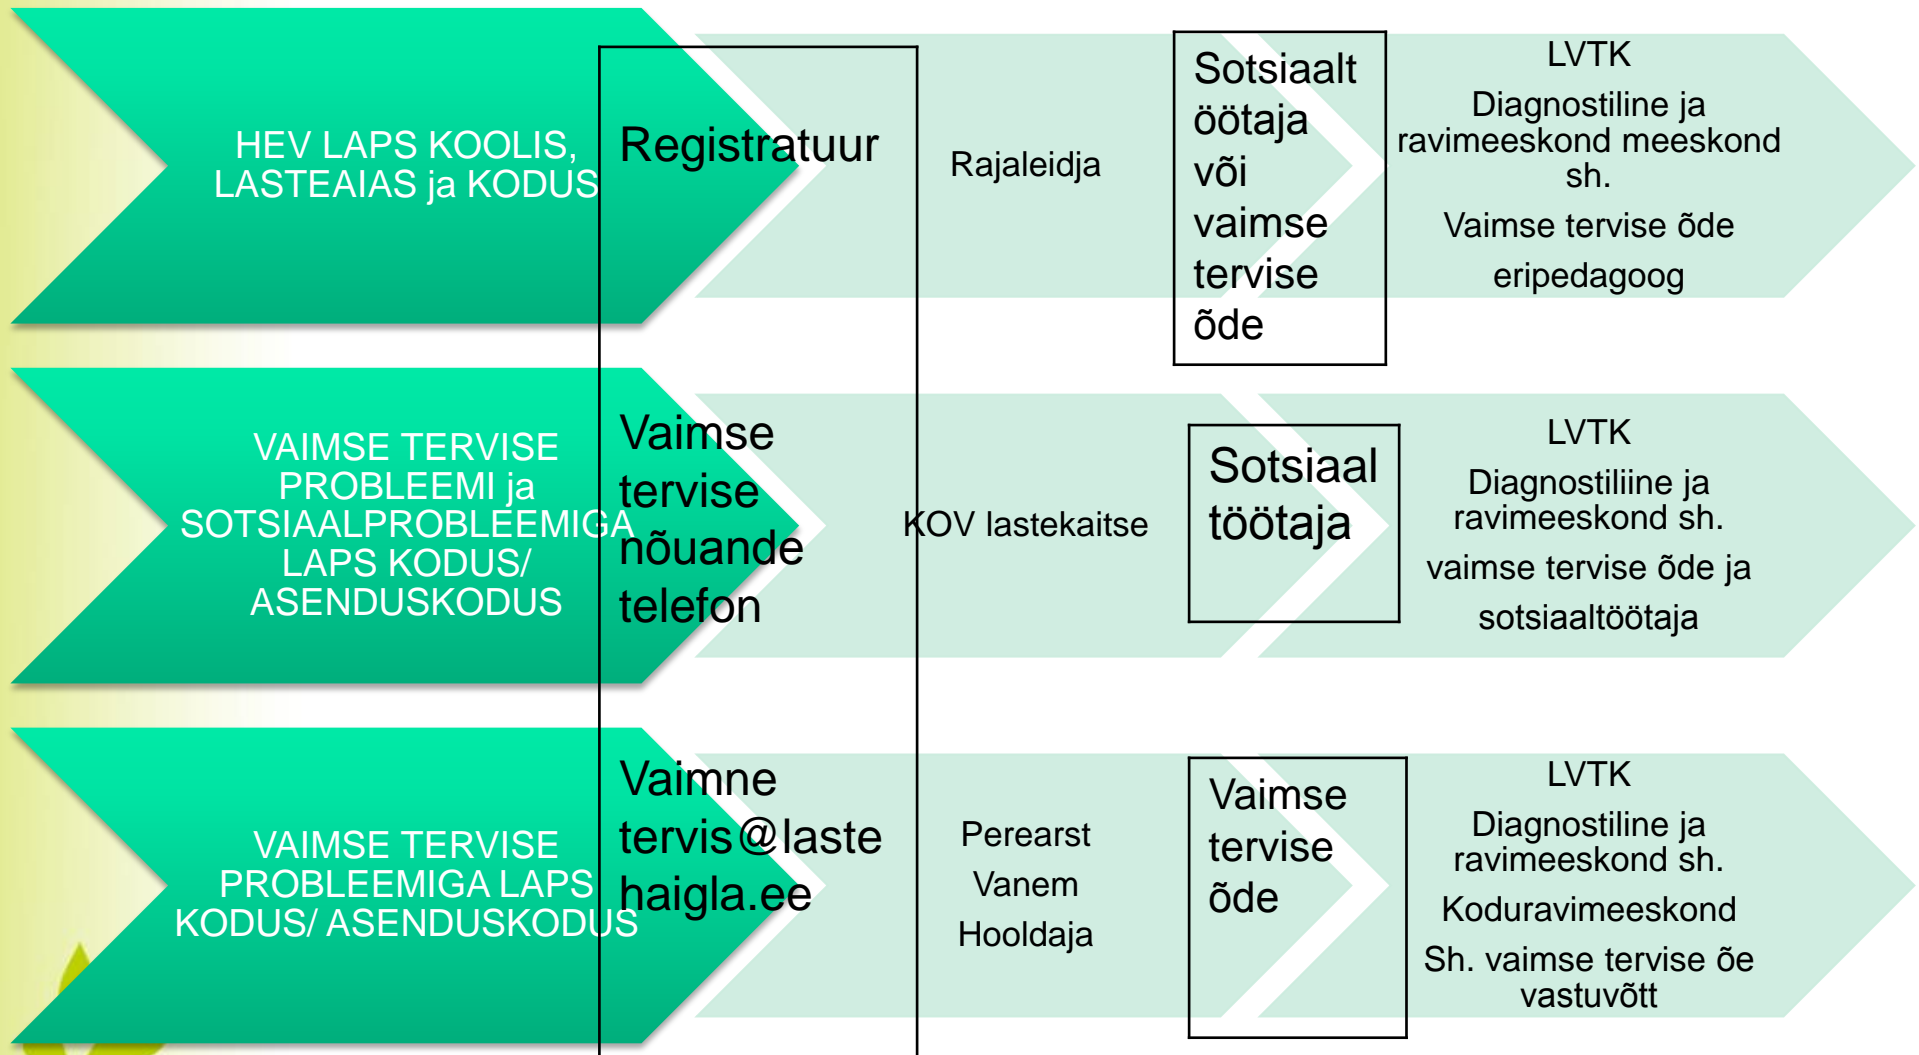 HEV LAPS KOOLIS,
LASTEAIAS ja KODUS
Registratuur
Rajaleidja
Sotsiaalt
öötaja
või
vaimse
tervise
õde
LVTK
Diagnostiline ja
ravimeeskond meeskond
sh.
Vaimse tervise õde
eripedagoog
VAIMSE TERVISE
PROBLEEMI ja
SOTSIAALPROBLEEMIGA
LAPS KODUS/
ASENDUSKODUS
Vaimse
tervise
nõuande
telefon
KOV lastekaitse
Sotsiaal
töötaja
LVTK
Diagnostiliine ja
ravimeeskond sh.
vaimse tervise õde ja
sotsiaaltöötaja
VAIMSE TERVISE
PROBLEEMIGA LAPS
KODUS/ ASENDUSKODUS
Vaimne
tervis@laste
haigla.ee
Perearst
Vanem
Hooldaja
Vaimse
tervise
õde
LVTK
Diagnostiline ja
ravimeeskond sh.
Koduravimeeskond
Sh. vaimse tervise õe
vastuvõtt